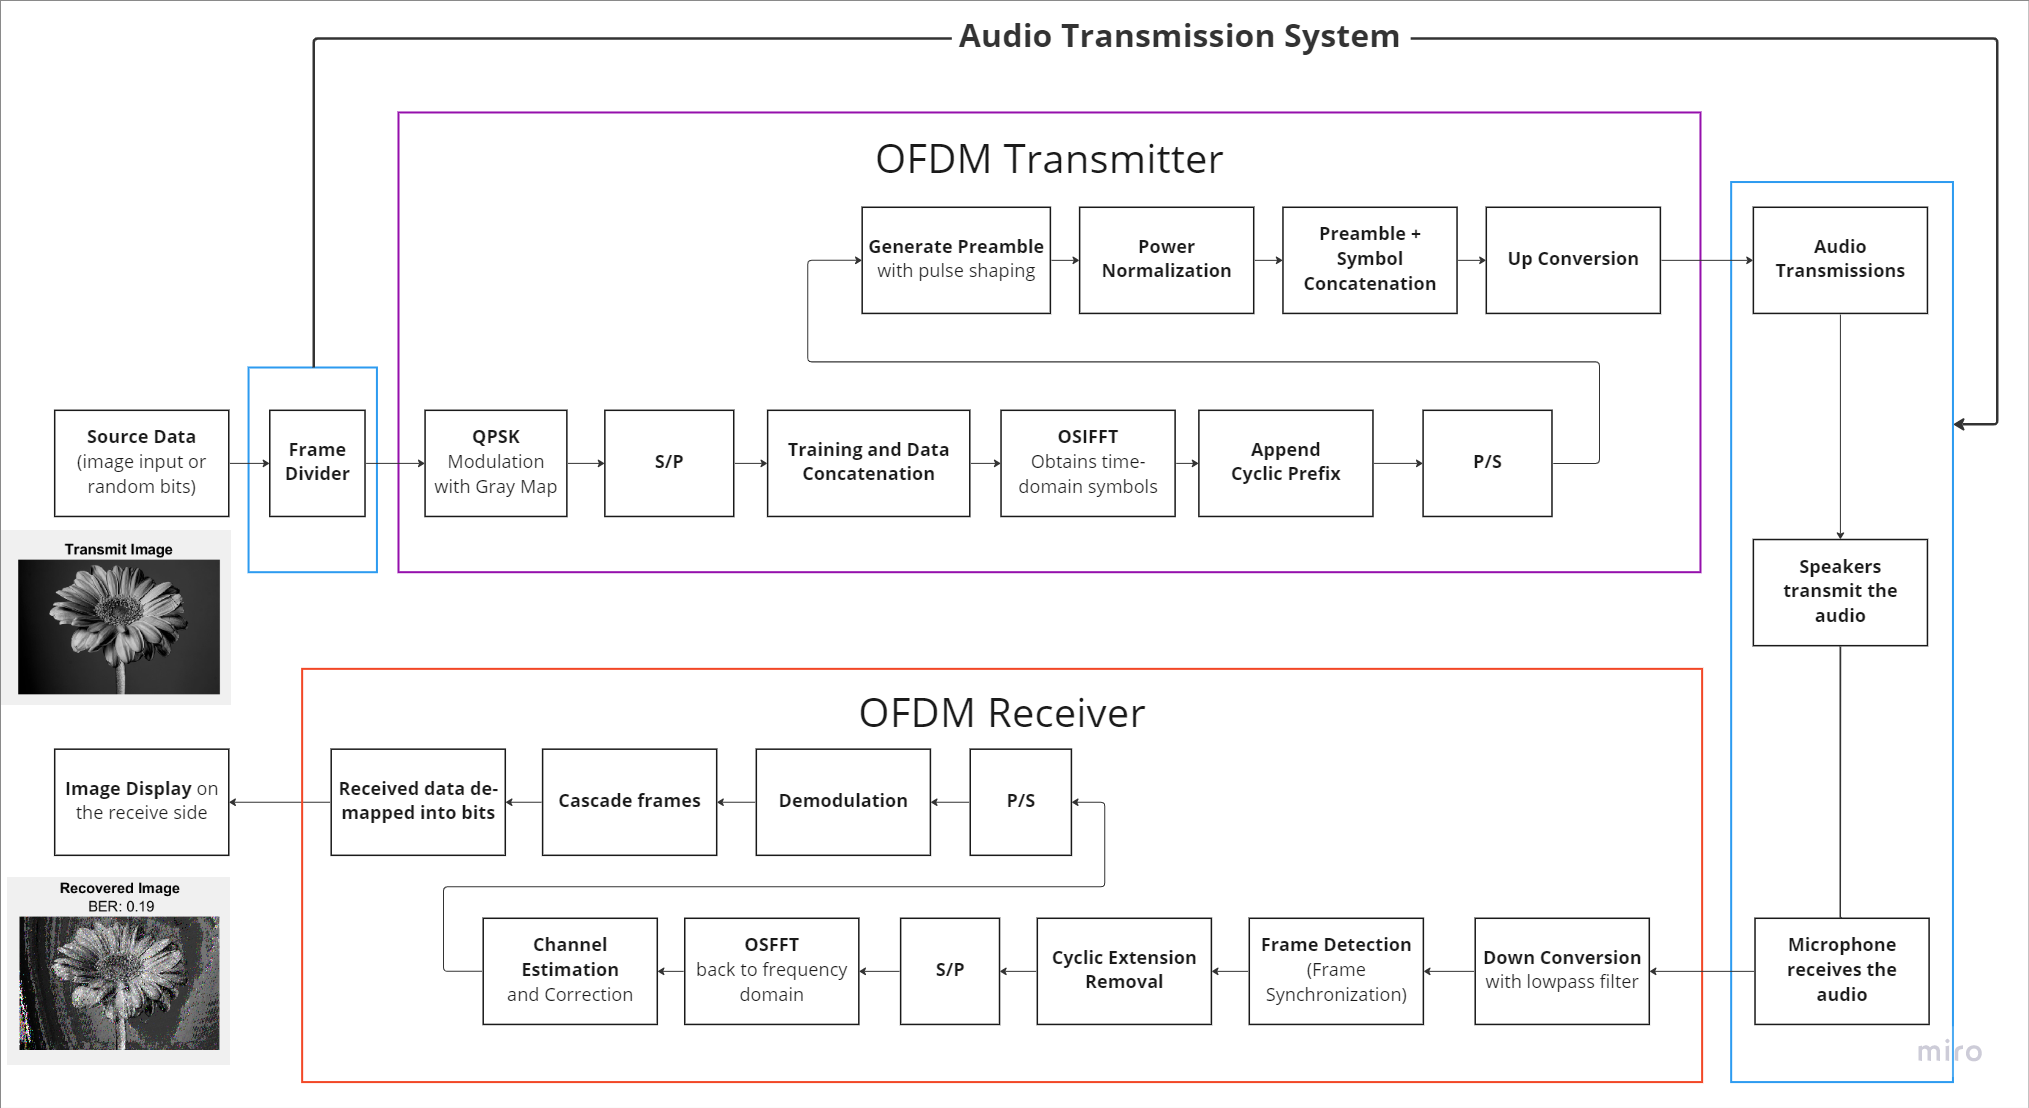 Audio Transmission System
OFDM Transmitter
Generate Preamble
with pulse shaping
Power
Normalization
Preamble +
Symbol
Concatenation
Up Conversion
Audio
Transmissions
Source Data
(image input or
random bits)
Frame
Divider
QPSK
Modulation
with Gray Map
S/P
Training and Data
Concatenation
OSIFFT
Obtains time-
domain symbols
Append
Cyclic Prefix
P/S
Transmit Image
Speakers
transmit the
audio
OFDM Receiver
Image Display on
the receive side
Received data de-
mapped into bits
Cascade frames
Demodulation
P/S
Recovered Image
BER: 0.19
Channel
Estimation
and Correction
OSFFT
back to frequency
domain
S/P
Cyclic Extension
Removal
Frame Detection
(Frame
Synchronization)
Down Conversion
with lowpass filter
Microphone
receives the
audio
miro